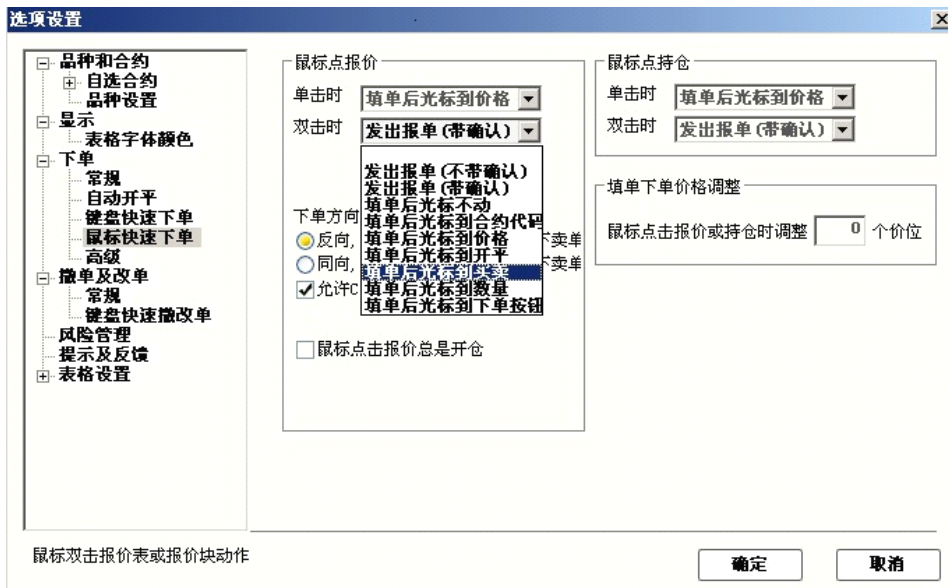 选项设置
品种和合约
自选合约
品种设置
显示
表格字体颜色
下单
常规
自动开平
键盘快速下单
鼠标快速下单
高级
撤单及改单
常规
键盘快速撤改单
风险管理
提示及反馈
表格设置
鼠标点报价
单击时 填单后光标到价格
双击时 发出报单(带确认)
发出报单(不带确认)
发出报单(带确认)
填单后光标不动
填单后光标到合约代码
填单后光标到价格
填单后光标到开平
填单后光标到买卖
填单后光标到数量
填单后光标到下单按钮
下单方向
反向, 下卖单
同向, 下卖单
允许C
鼠标点击报价总是开仓
鼠标点持仓
单击时 填单后光标到价格
双击时 发出报单(带确认)
填单下单价格调整
鼠标点击报价或持仓时调整 0 个价位
鼠标双击报价表或报价块动作
确定 取消